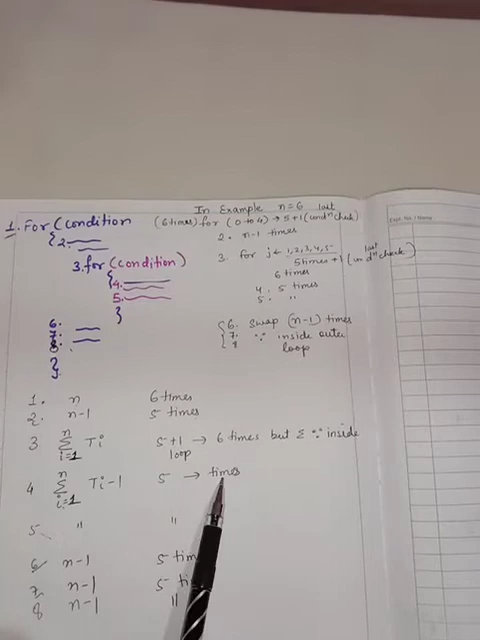 In Example n=6 last
1. For (condition (6 times) for (0 to 4) → 5+1 (condn check)
{ 2. 2. n-1 times
3. for (condition) 3. for j ← 1,2,3,4,5 last
{ 5 times +1 (condn check)
6 times
4. 4. 5 times
5. 5. "
}
6. 6. swap (n-1) times
7. 7. ∵ inside outer
8. 8 loop
}
1. n 6 times
2. n-1 5 times
3 n∑i=1 Ti 5+1 → 6 times but Σ ∵ inside
loop
4 n∑i=1 Ti-1 5 → times
5 " "
6 n-1 5 tim
7. n-1 5 ti
8 n-1 "
Expt. No. / Name